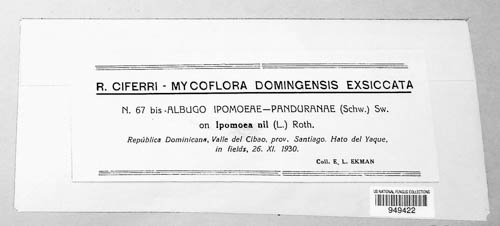 R. CIFERRI - MYCOFLORA DOMINGENSIS EXSICCATA
N. 67 bis - ALBUGO IPOMOEAE—PANDURANAE (Schw.) Sw.
on Ipomoea nil (L.) Roth.
República Dominicana, Valle del Cibao, prov. Santiago. Hato del Yaque,
in fields, 26. XI. 1930.
Coll. E. L. EKMAN
US NATIONAL FUNGUS COLLECTIONS
949422